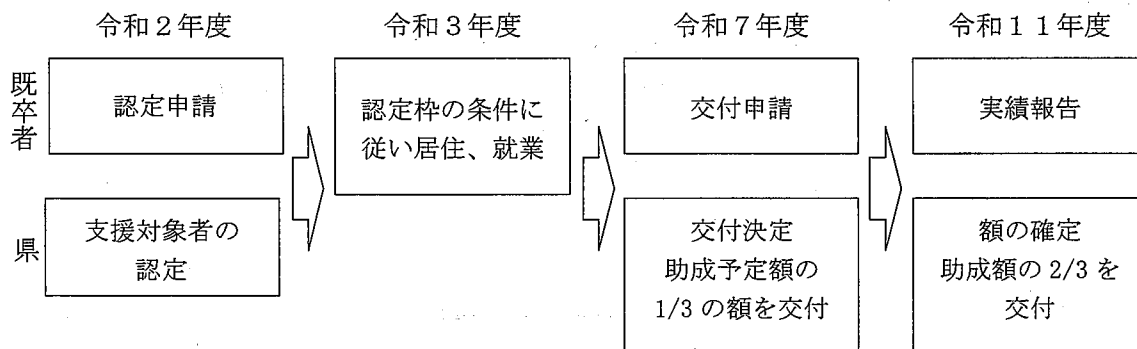 令和２年度
令和３年度
令和７年度
令和１１年度
既卒者
認定申請
認定枠の条件に
従い居住、就業
交付申請
実績報告
県
支援対象者の
認定
交付決定
助成予定額の
1/3 の額を交付
額の確定
助成額の 2/3 を
交付